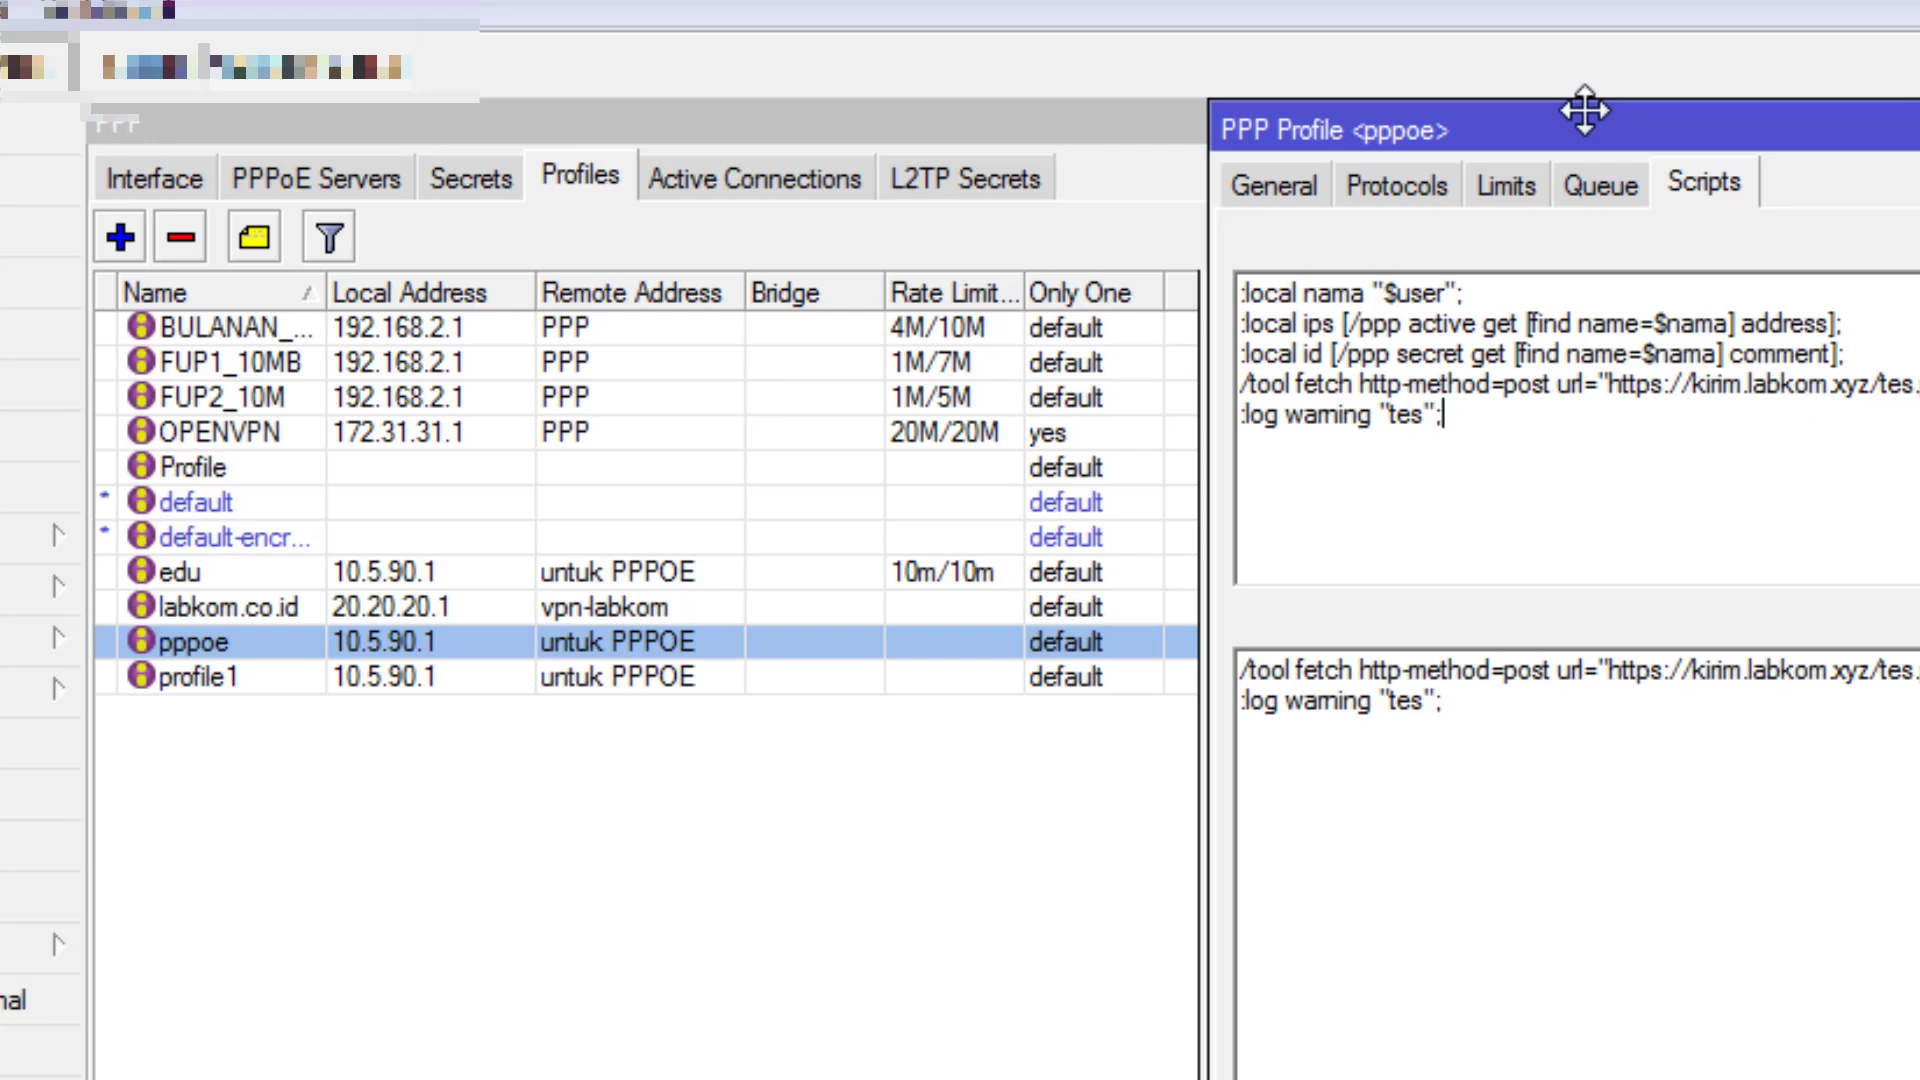 PPP
Interface PPPoE Servers Secrets Profiles Active Connections L2TP Secrets
Name Local Address Remote Address Bridge Rate Limit... Only One
BULANAN_... 192.168.2.1 PPP 4M/10M default
FUP1_10MB 192.168.2.1 PPP 1M/7M default
FUP2_10M 192.168.2.1 PPP 1M/5M default
OPENVPN 172.31.31.1 PPP 20M/20M yes
Profile default
* default default
* default-encr... default
edu 10.5.90.1 untuk PPPOE 10m/10m default
labkom.co.id 20.20.20.1 vpn-labkom default
pppoe 10.5.90.1 untuk PPPOE default
profile1 10.5.90.1 untuk PPPOE default
nal
PPP Profile <pppoe>
General Protocols Limits Queue Scripts
:local nama "$user";
:local ips [/ppp active get [find name=$nama] address];
:local id [/ppp secret get [find name=$nama] comment];
/tool fetch http-method=post url="https://kirim.labkom.xyz/tes.
:log warning "tes";
/tool fetch http-method=post url="https://kirim.labkom.xyz/tes.
:log warning "tes";